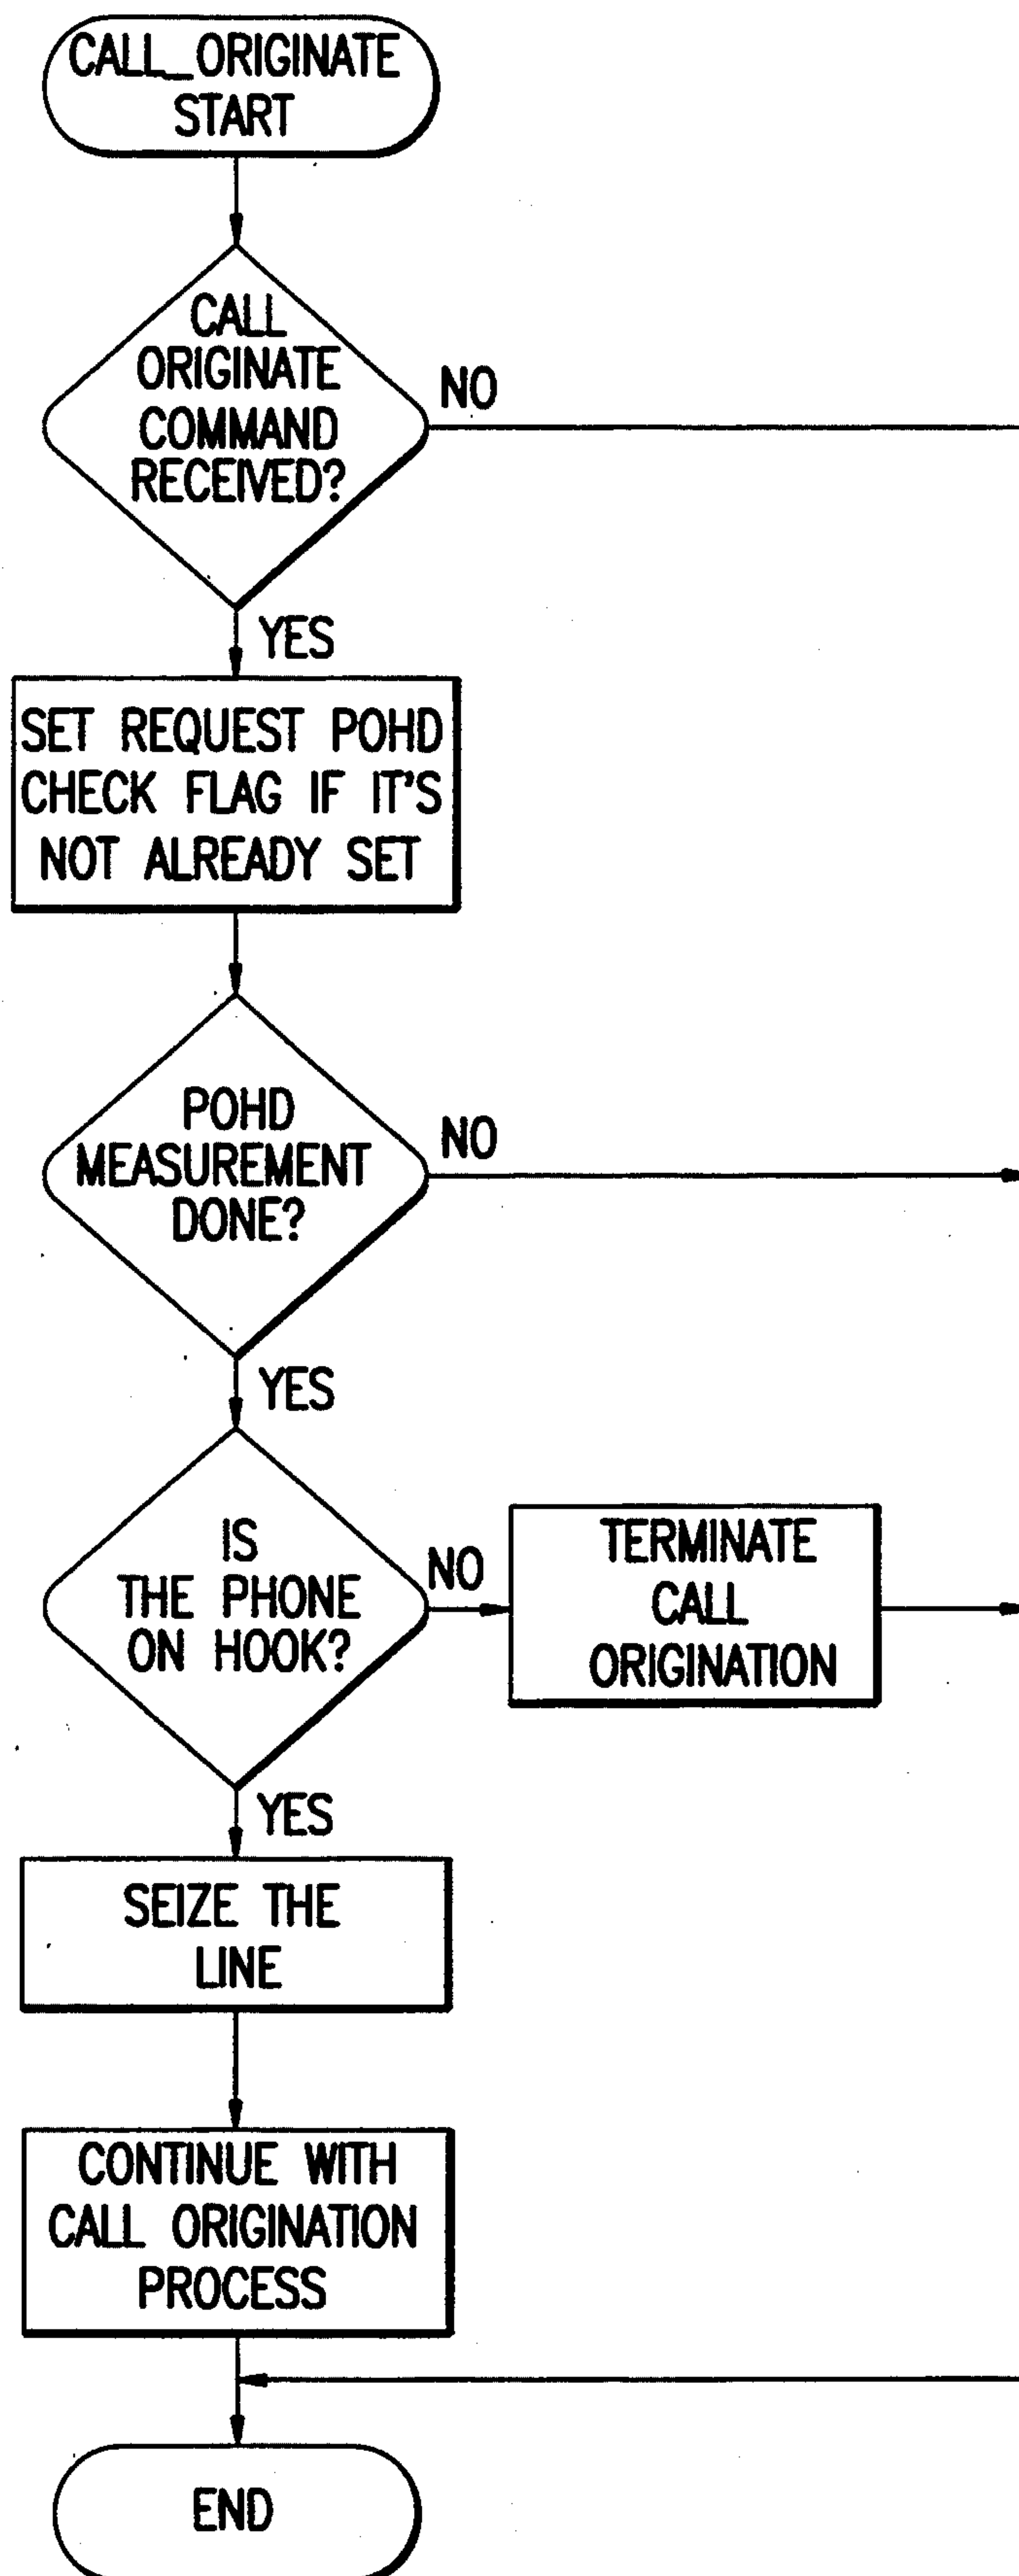 CALL_ORIGINATE
START
CALL
ORIGINATE
COMMAND
RECEIVED?
NO
YES
SET REQUEST POHD
CHECK FLAG IF IT'S
NOT ALREADY SET
POHD
MEASUREMENT
DONE?
NO
YES
IS
THE PHONE
ON HOOK?
NO
TERMINATE
CALL
ORIGINATION
YES
SEIZE THE
LINE
CONTINUE WITH
CALL ORIGINATION
PROCESS
END